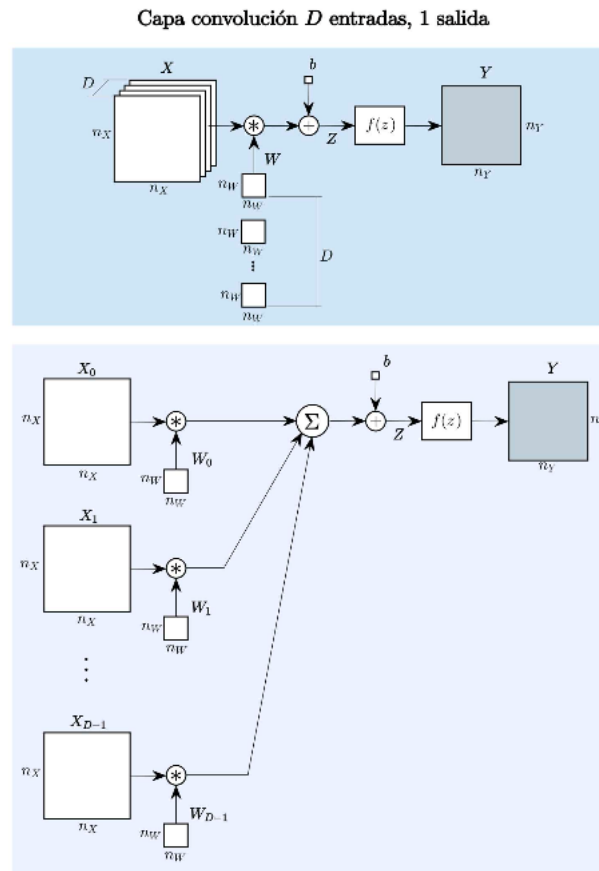 Capa convolución D entradas, 1 salida
X
D
b
Y
n_X
*
+
Z
f(z)
n_Y
n_X
W
n_Y
n_W
n_W
n_W
D
n_W
⋮
n_W
n_W
X_0
b
Y
n_X
*
Σ
+
Z
f(z)
n
n_X
n_W
W_0
n_Y
n_W
X_1
n_X
*
n_X
n_W
W_1
n_W
⋮
X_{D-1}
n_X
*
n_X
n_W
W_{D-1}
n_W